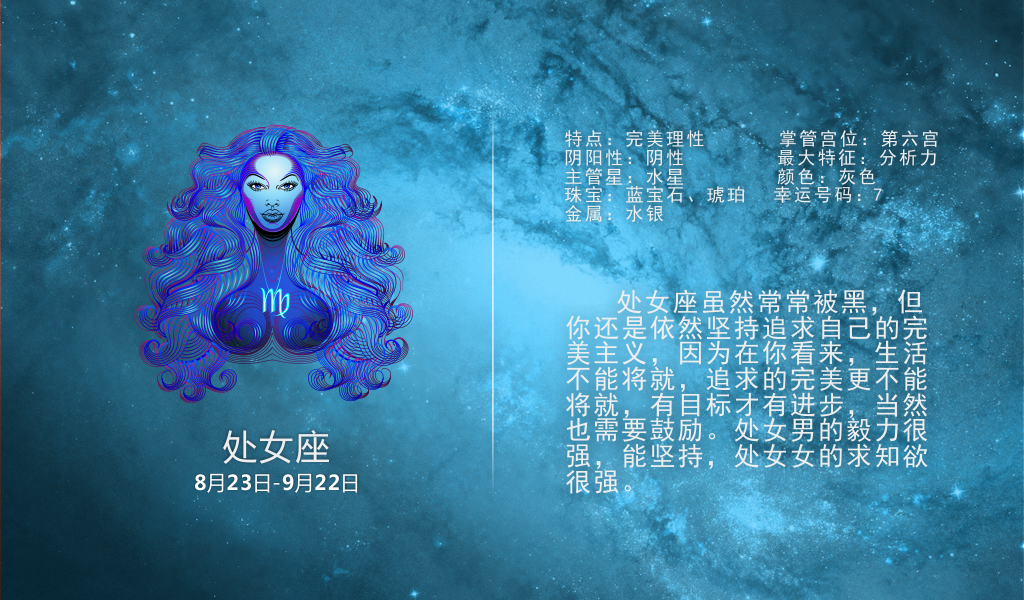 处女座
8月23日-9月22日
特点：完美理性 掌管宫位：第六宫
阴阳性：阴性 最大特征：分析力
主管星：水星 颜色：灰色
珠宝：蓝宝石、琥珀 幸运号码：7
金属：水银
处女座虽然常常被黑，但
你还是依然坚持追求自己的完
美主义，因为在你看来，生活
不能将就，追求的完美更不能
将就，有目标才有进步，当然
也需要鼓励。处女男的毅力很
强，能坚持，处女女的求知欲
很强。